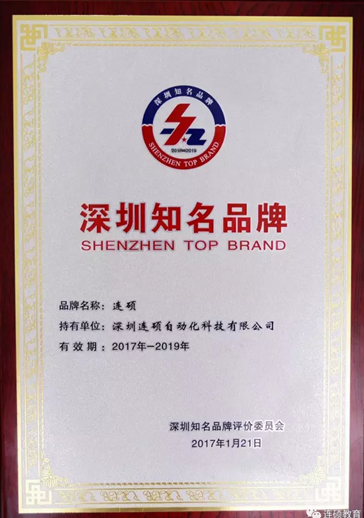 深圳知名品牌
SHENZHEN TOP BRAND
深圳知名品牌
SHENZHEN TOP BRAND
品牌名称：连硕
持有单位：深圳连硕自动化科技有限公司
有 效 期：2017年-2019年
深圳知名品牌评价委员会
2017年1月21日
连硕教育